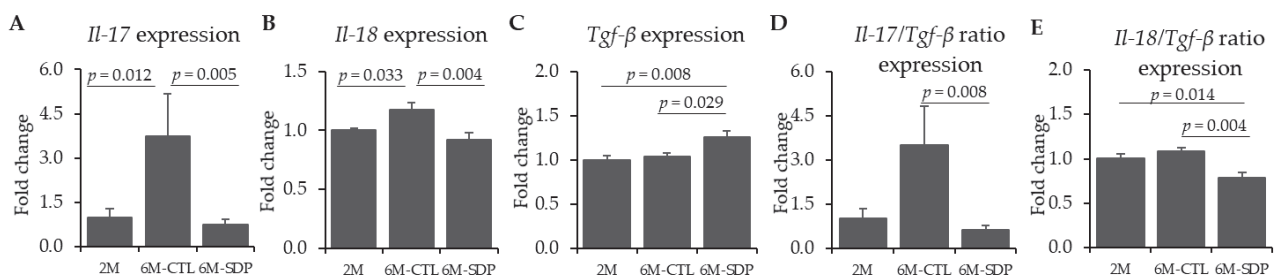 A
Il-17 expression
p = 0.012
p = 0.005
Fold change
6.0
4.5
3.0
1.5
0.0
2M 6M-CTL 6M-SDP
B
Il-18 expression
p = 0.033
p = 0.004
Fold change
1.5
1.0
0.5
0.0
2M 6M-CTL 6M-SDP
C
Tgf-β expression
p = 0.008
p = 0.029
Fold change
2.0
1.5
1.0
0.5
0.0
2M 6M-CTL 6M-SDP
D
Il-17/Tgf-β ratio
expression
p = 0.008
Fold change
6.0
4.5
3.0
1.5
0.0
2M 6M-CTL 6M-SDP
E
Il-18/Tgf-β ratio
expression
p = 0.014
p = 0.004
Fold change
2.0
1.5
1.0
0.5
0.0
2M 6M-CTL 6M-SDP